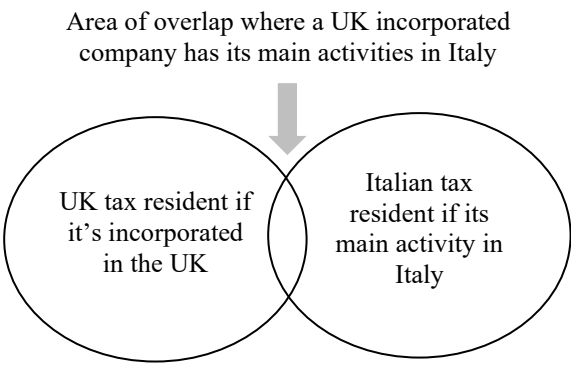 Area of overlap where a UK incorporated
company has its main activities in Italy
UK tax resident if
it’s incorporated
in the UK
Italian tax
resident if its
main activity in
Italy